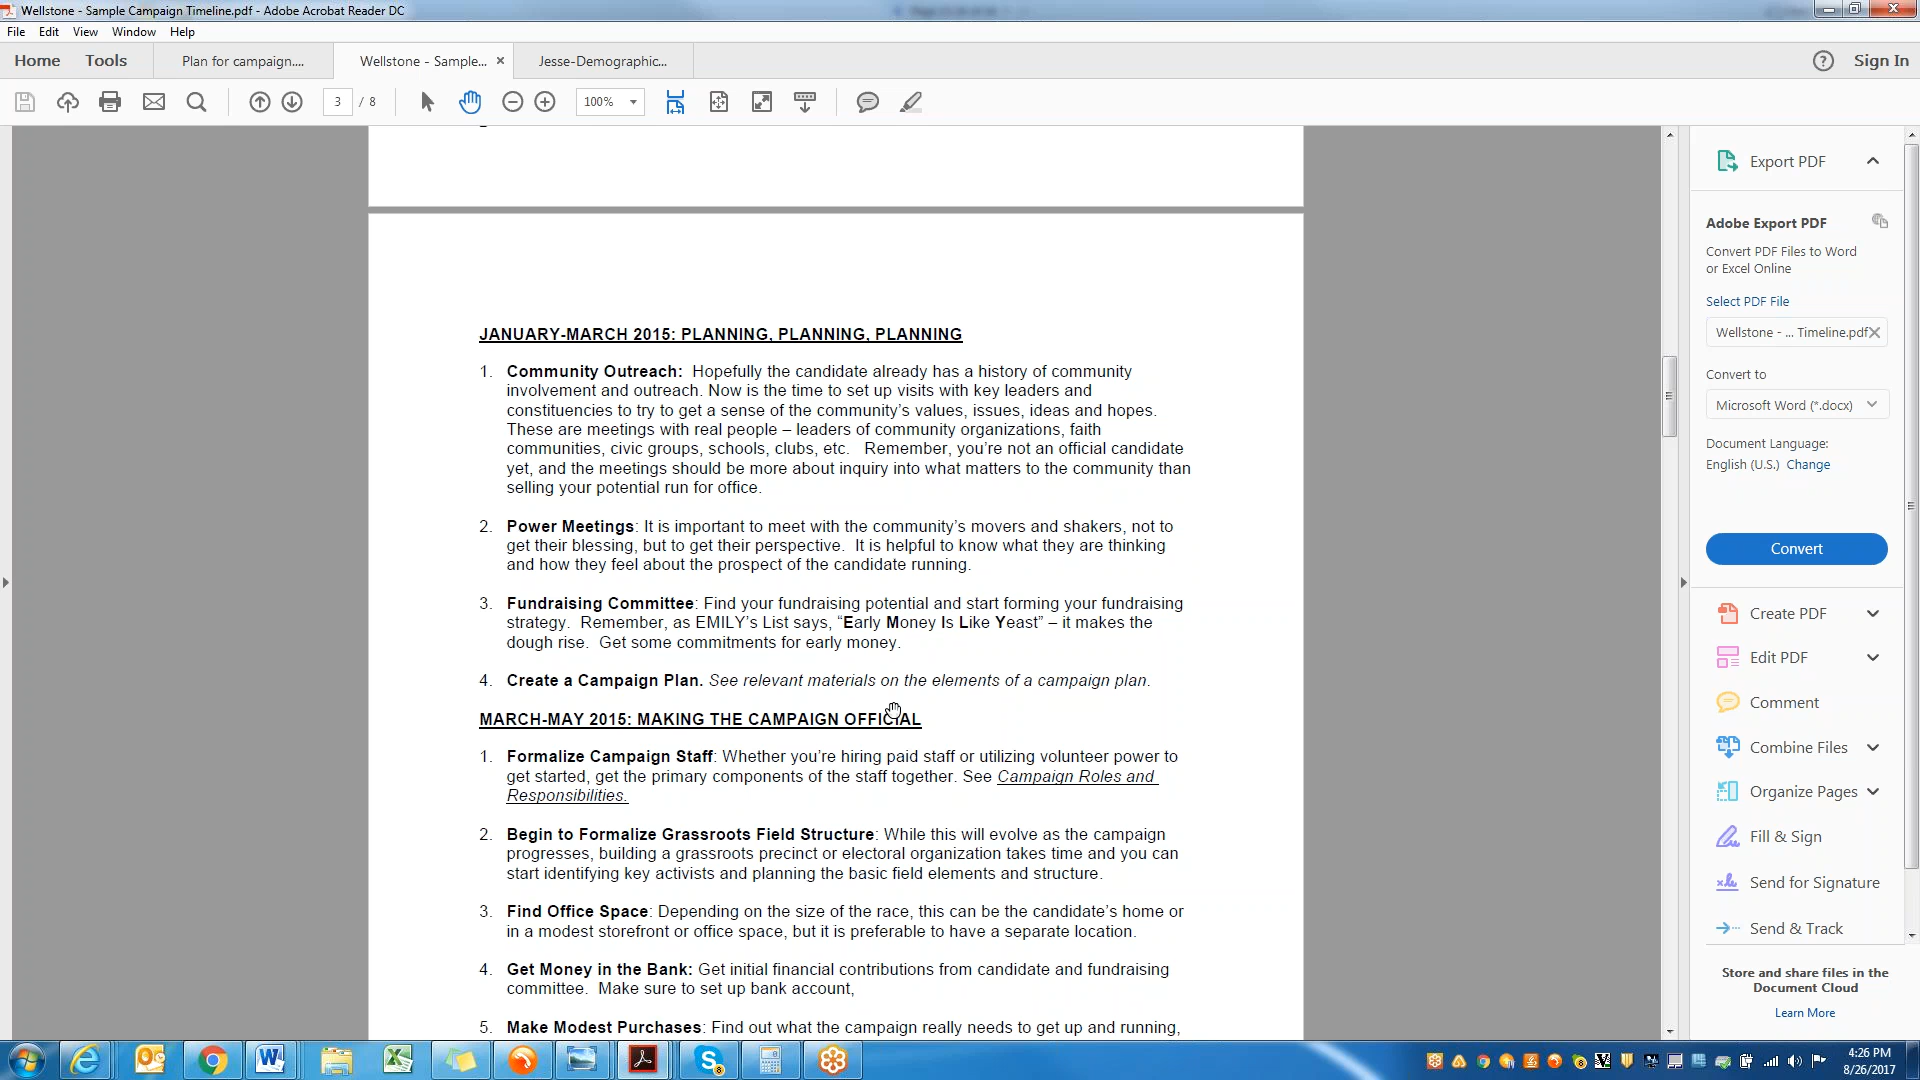 Wellstone - Sample Campaign Timeline.pdf - Adobe Acrobat Reader DC
File Edit View Window Help
Home Tools Plan for campaign.... Wellstone - Sample... × Jesse-Demographic... Sign In
3 / 8 100%
Export PDF
Adobe Export PDF
Convert PDF Files to Word
or Excel Online
Select PDF File
Wellstone - ... Timeline.pdf
Convert to
Microsoft Word (*.docx)
Document Language:
English (U.S.) Change
Convert
Create PDF
Edit PDF
Comment
Combine Files
Organize Pages
Fill & Sign
Send for Signature
Send & Track
Store and share files in the
Document Cloud
Learn More
JANUARY-MARCH 2015: PLANNING, PLANNING, PLANNING
1. Community Outreach: Hopefully the candidate already has a history of community
involvement and outreach. Now is the time to set up visits with key leaders and
constituencies to try to get a sense of the community's values, issues, ideas and hopes.
These are meetings with real people – leaders of community organizations, faith
communities, civic groups, schools, clubs, etc. Remember, you're not an official candidate
yet, and the meetings should be more about inquiry into what matters to the community than
selling your potential run for office.
2. Power Meetings: It is important to meet with the community's movers and shakers, not to
get their blessing, but to get their perspective. It is helpful to know what they are thinking
and how they feel about the prospect of the candidate running.
3. Fundraising Committee: Find your fundraising potential and start forming your fundraising
strategy. Remember, as EMILY's List says, "Early Money Is Like Yeast" – it makes the
dough rise. Get some commitments for early money.
4. Create a Campaign Plan. See relevant materials on the elements of a campaign plan.
MARCH-MAY 2015: MAKING THE CAMPAIGN OFFICIAL
1. Formalize Campaign Staff: Whether you're hiring paid staff or utilizing volunteer power to
get started, get the primary components of the staff together. See Campaign Roles and
Responsibilities.
2. Begin to Formalize Grassroots Field Structure: While this will evolve as the campaign
progresses, building a grassroots precinct or electoral organization takes time and you can
start identifying key activists and planning the basic field elements and structure.
3. Find Office Space: Depending on the size of the race, this can be the candidate's home or
in a modest storefront or office space, but it is preferable to have a separate location.
4. Get Money in the Bank: Get initial financial contributions from candidate and fundraising
committee. Make sure to set up bank account,
5. Make Modest Purchases: Find out what the campaign really needs to get up and running,
4:26 PM
8/26/2017